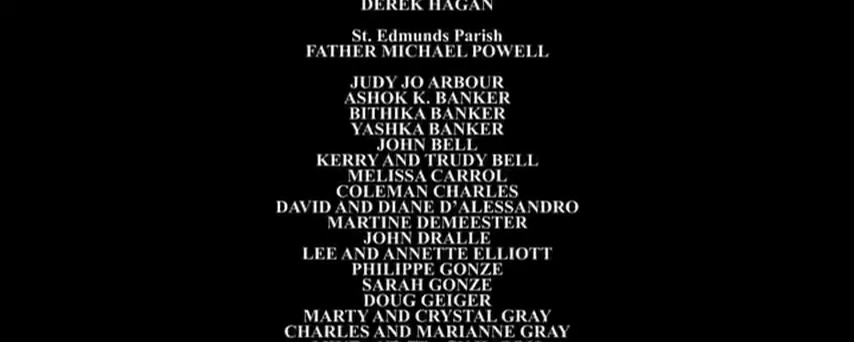 DEREK HAGAN
St. Edmunds Parish
FATHER MICHAEL POWELL
JUDY JO ARBOUR
ASHOK K. BANKER
BITHIKA BANKER
YASHKA BANKER
JOHN BELL
KERRY AND TRUDY BELL
MELISSA CARROL
COLEMAN CHARLES
DAVID AND DIANE D’ALESSANDRO
MARTINE DEMEESTER
JOHN DRALLE
LEE AND ANNETTE ELLIOTT
PHILIPPE GONZE
SARAH GONZE
DOUG GEIGER
MARTY AND CRYSTAL GRAY
CHARLES AND MARIANNE GRAY